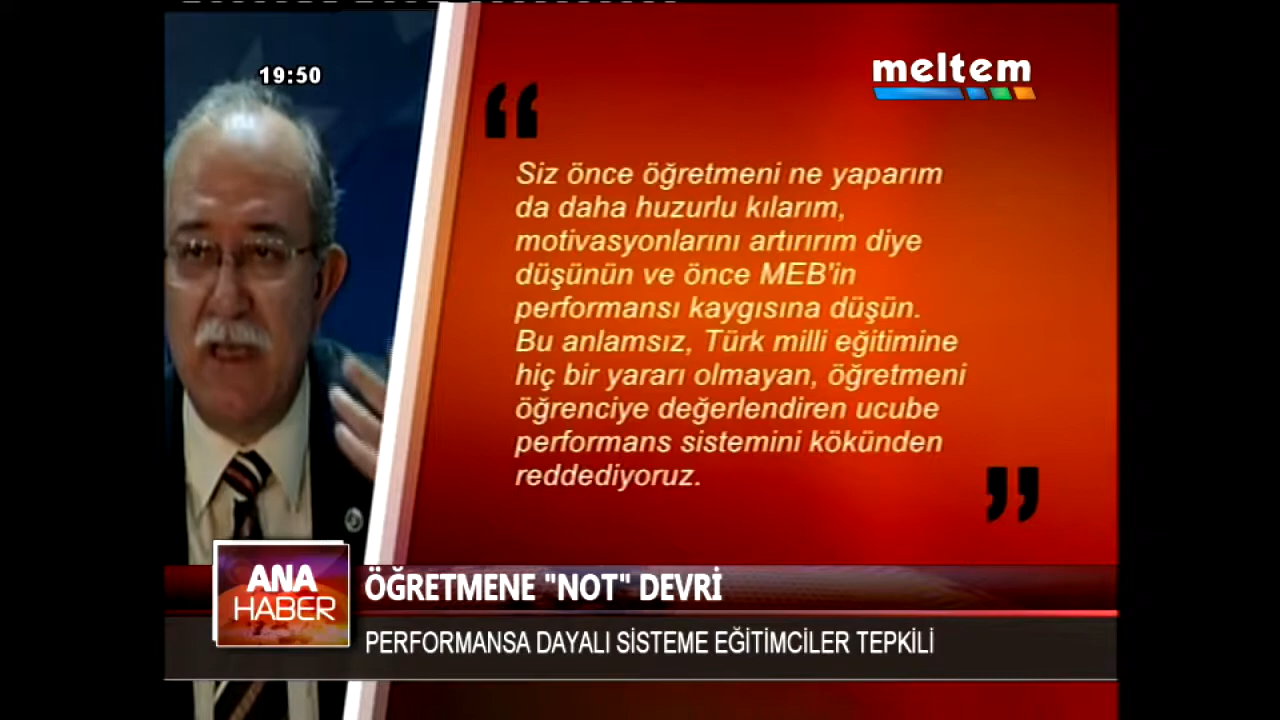 19:50
meltem
“
Siz önce öğretmeni ne yaparım
da daha huzurlu kılarım,
motivasyonlarını artırırım diye
düşünün ve önce MEB'in
performansı kaygısına düşün.
Bu anlamsız, Türk milli eğitimine
hiç bir yararı olmayan, öğretmeni
öğrenciye değerlendiren ucube
performans sistemini kökünden
reddediyoruz.
”
ANA
HABER
ÖĞRETMENE "NOT" DEVRİ
PERFORMANSA DAYALI SİSTEME EĞİTİMCİLER TEPKİLİ